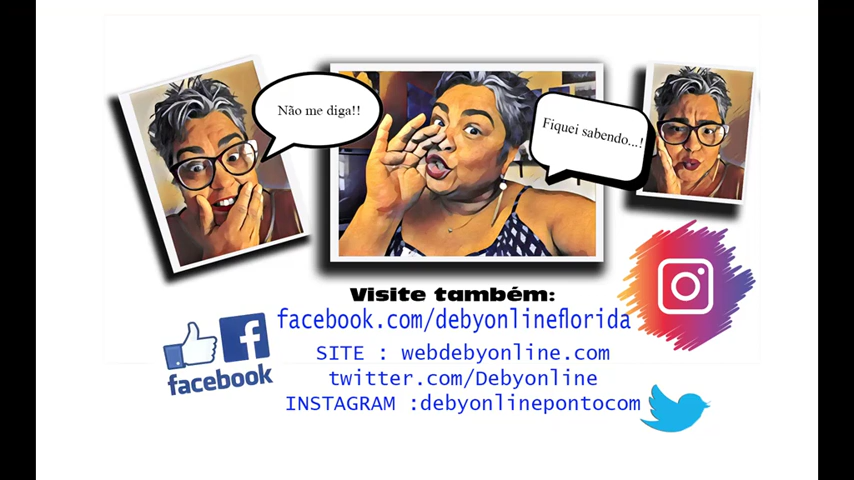 Não me diga!!
Fiquei sabendo...!
Visite também:
facebook.com/debyonlineflorida
SITE : webdebyonline.com
twitter.com/Debyonline
INSTAGRAM :debyonlinepontocom
f
facebook